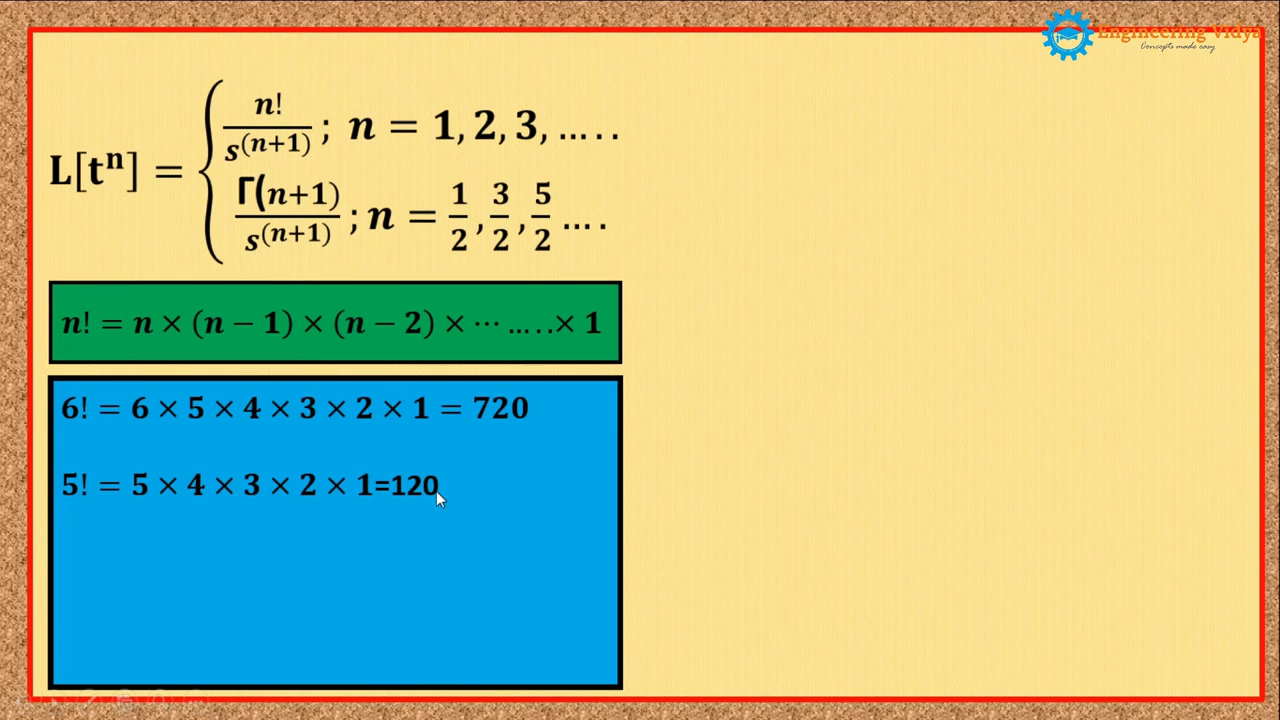 Engineering Vidya
Concepts made easy
L[tⁿ] = { n!/s^(n+1) ; n = 1, 2, 3, … . .
Γ(n+1)/s^(n+1) ; n = 1/2 , 3/2 , 5/2 … .
n! = n × (n − 1) × (n − 2) × ⋯ … . .× 1
6! = 6 × 5 × 4 × 3 × 2 × 1 = 720
5! = 5 × 4 × 3 × 2 × 1=120